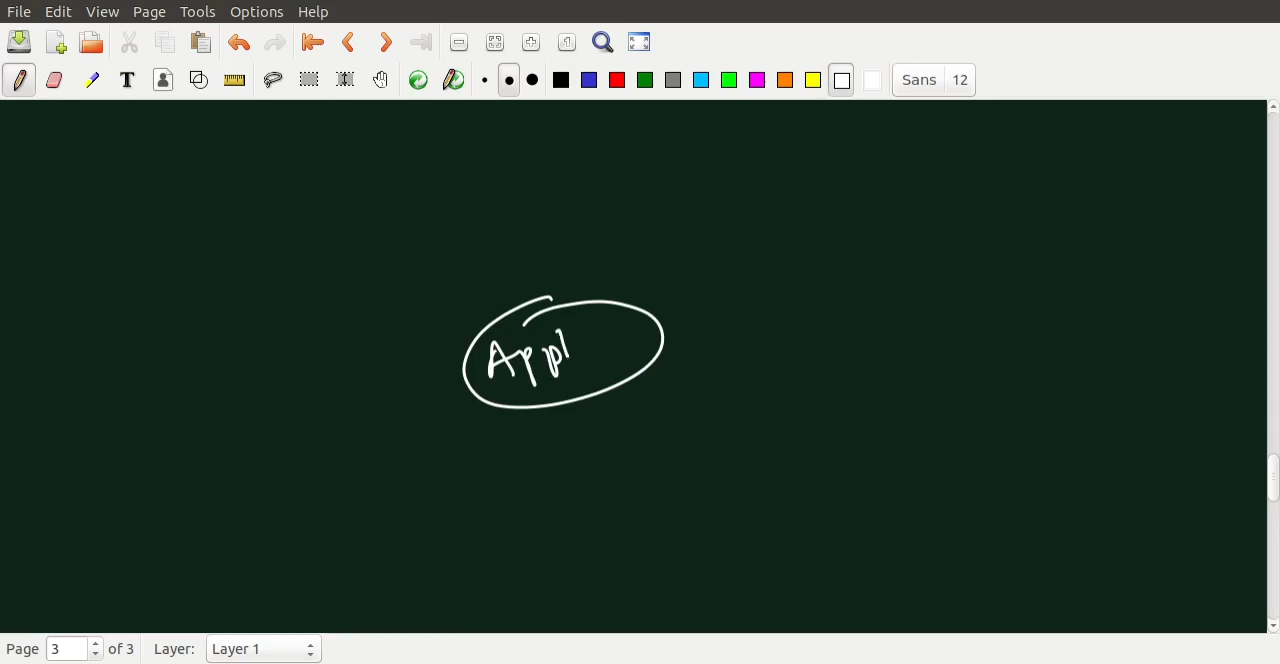 File Edit View Page Tools Options Help
Sans 12
Appl
Page 3 of 3 Layer: Layer 1